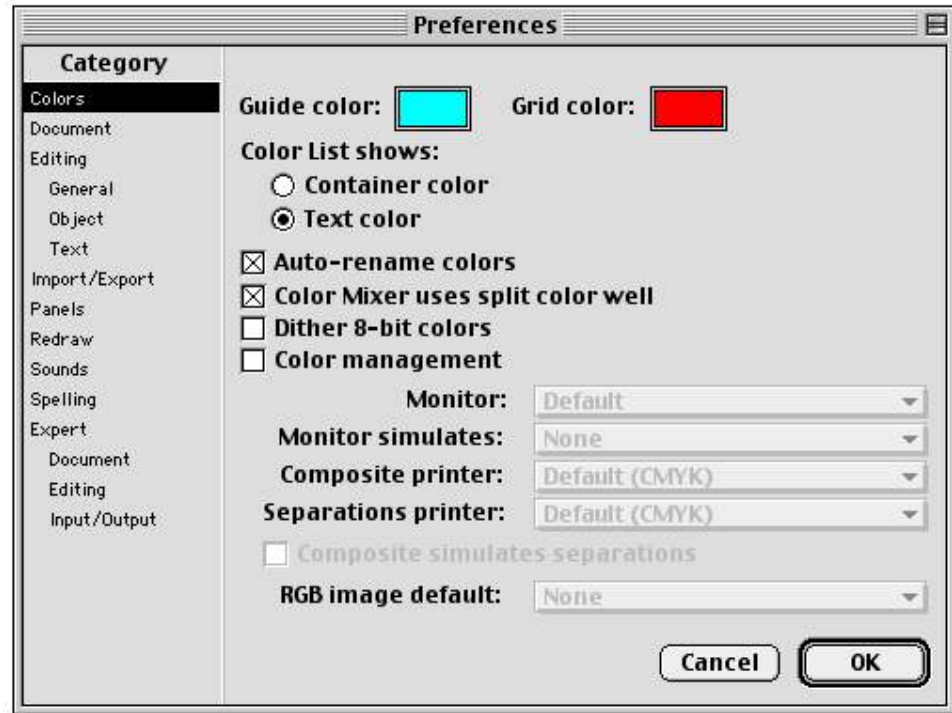 Preferences
Category
Colors
Document
Editing
General
Object
Text
Import/Export
Panels
Redraw
Sounds
Spelling
Expert
Document
Editing
Input/Output
Guide color: Grid color:
Color List shows:
Container color
Text color
Auto-rename colors
Color Mixer uses split color well
Dither 8-bit colors
Color management
Monitor: Default
Monitor simulates: None
Composite printer: Default (CMYK)
Separations printer: Default (CMYK)
Composite simulates separations
RGB image default: None
Cancel OK